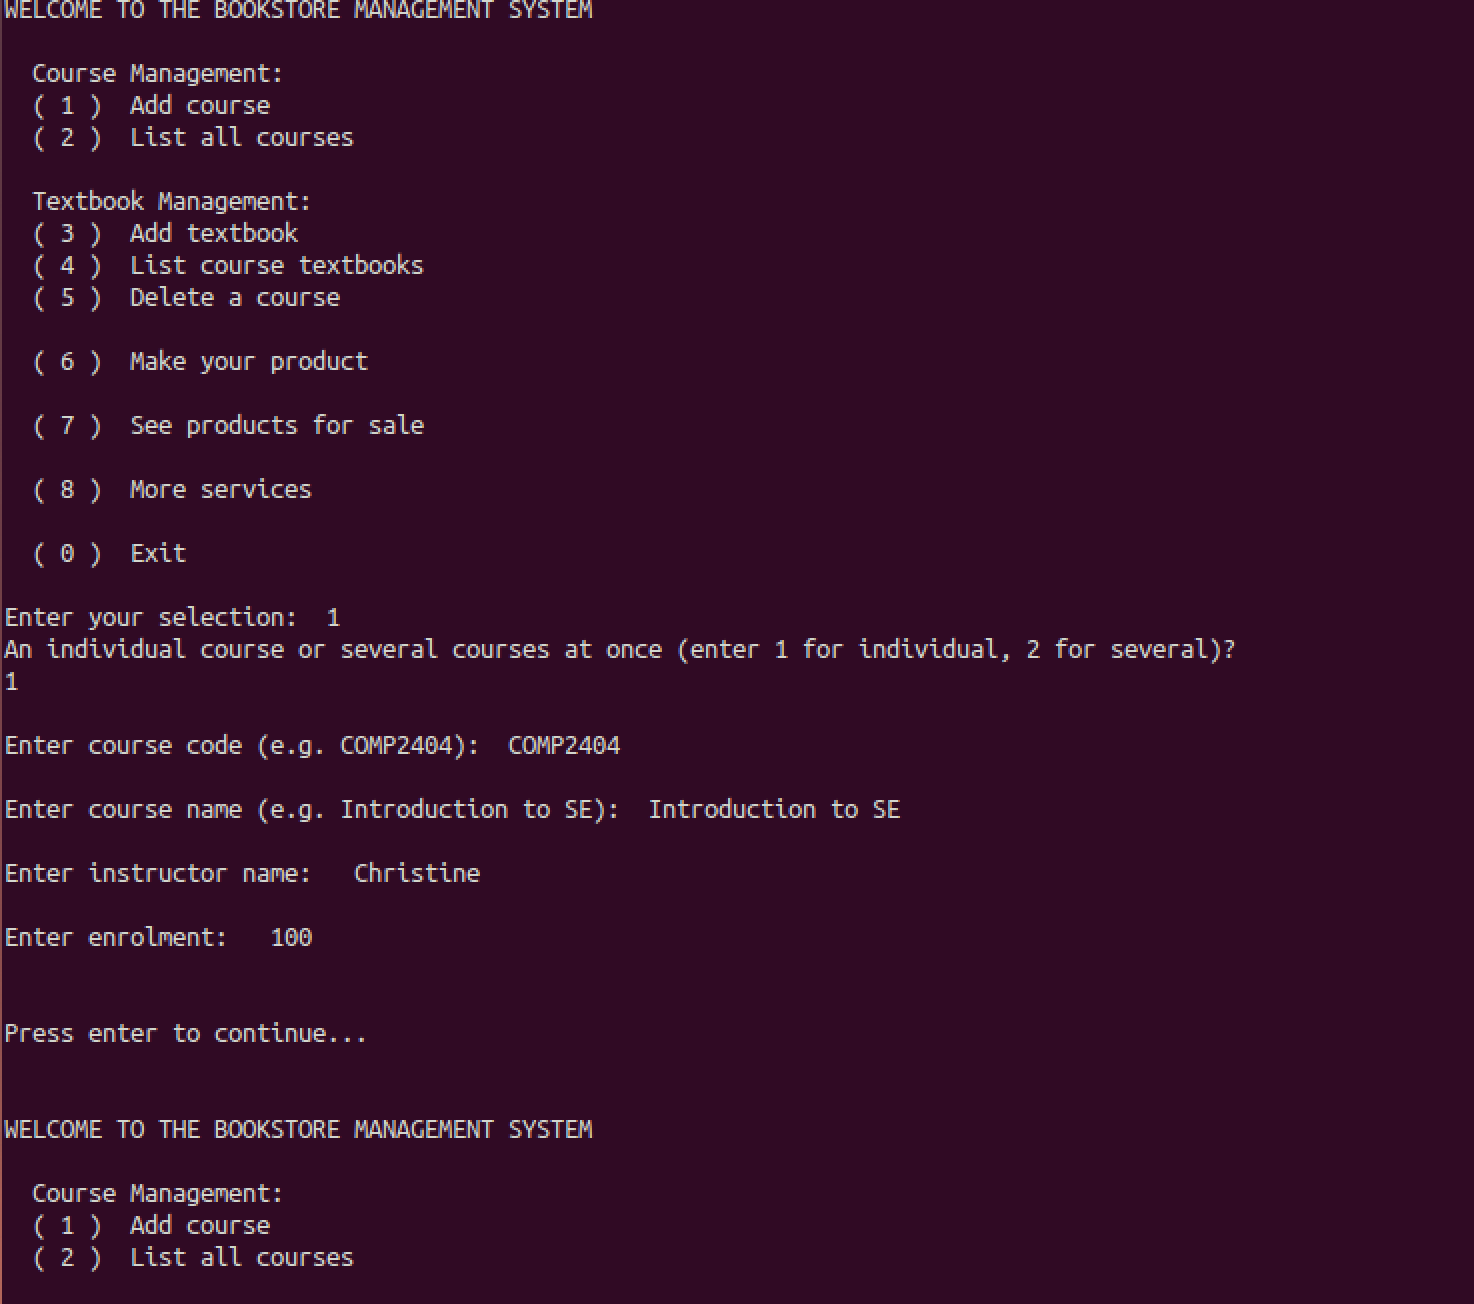 WELCOME TO THE BOOKSTORE MANAGEMENT SYSTEM
Course Management:
( 1 )  Add course
( 2 )  List all courses
Textbook Management:
( 3 )  Add textbook
( 4 )  List course textbooks
( 5 )  Delete a course
( 6 )  Make your product
( 7 )  See products for sale
( 8 )  More services
( 0 )  Exit
Enter your selection:  1
An individual course or several courses at once (enter 1 for individual, 2 for several)?
1
Enter course code (e.g. COMP2404):  COMP2404
Enter course name (e.g. Introduction to SE):  Introduction to SE
Enter instructor name:   Christine
Enter enrolment:   100
Press enter to continue...
WELCOME TO THE BOOKSTORE MANAGEMENT SYSTEM
Course Management:
( 1 )  Add course
( 2 )  List all courses